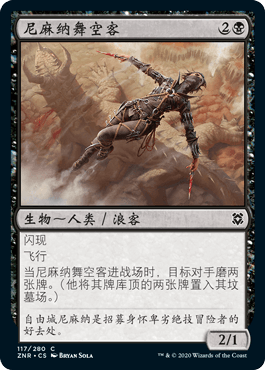 尼麻纳舞空客 2
生物～人类／浪客
闪现
飞行
当尼麻纳舞空客进战场时，目标对手磨两
张牌。（他将其牌库顶的两张牌置入其坟
墓场。）
自由城尼麻纳是招募身怀卑劣绝技冒险者的
好去处。
2/1
117/280 C
ZNR • CS BRYAN SOLA
™ & © 2020 Wizards of the Coast